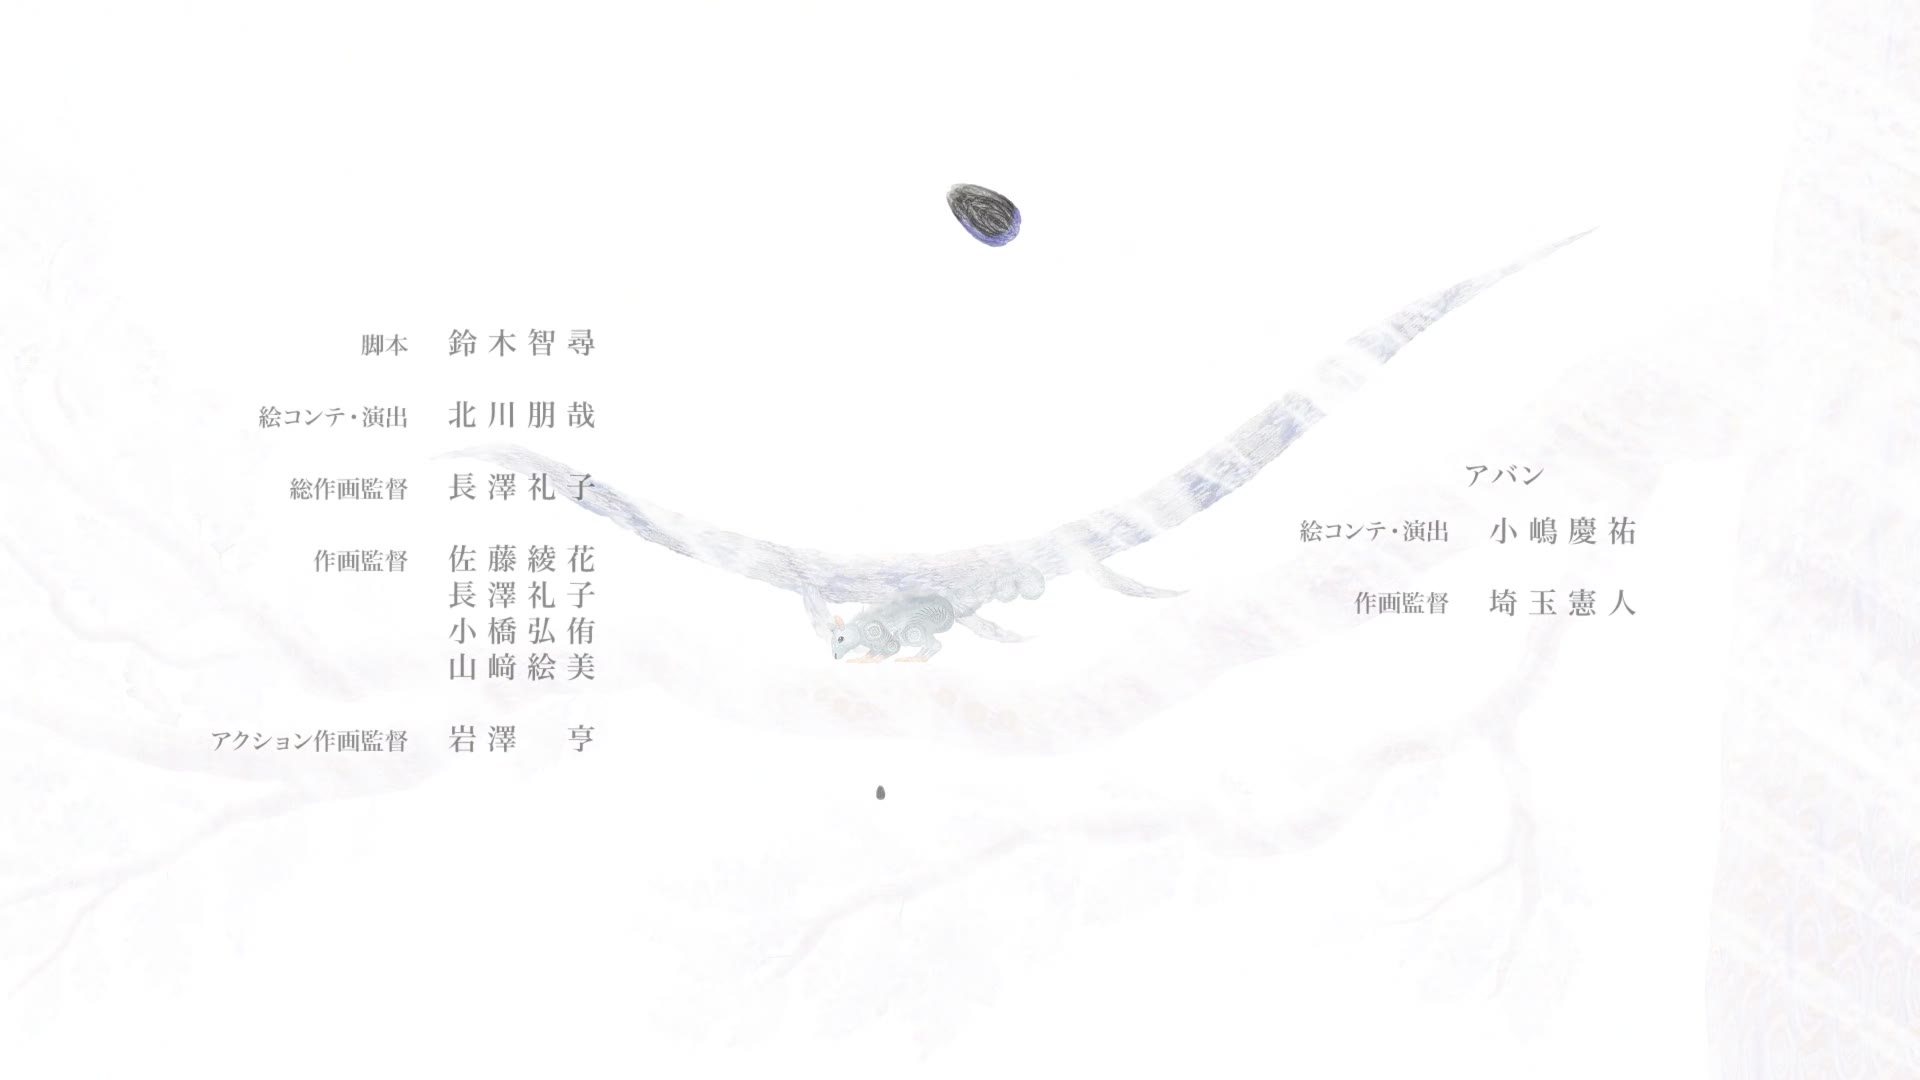 脚本 鈴木智尋
絵コンテ・演出 北川朋哉
総作画監督 長澤礼子
作画監督 佐藤綾花
長澤礼子
小橋弘侑
山﨑絵美
アクション作画監督 岩澤 亨
アバン
絵コンテ・演出 小嶋慶祐
作画監督 埼玉憲人